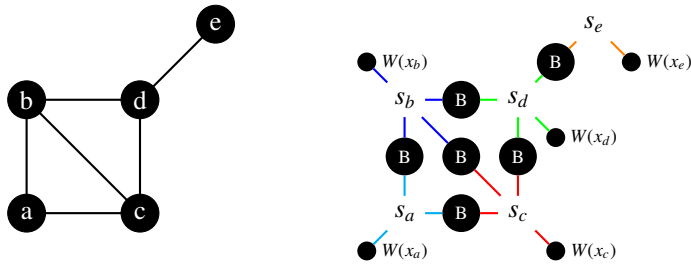 e
b
d
a
c
s_e
B
W(x_e)
W(x_b)
s_b
B
s_d
W(x_d)
B
B
B
s_a
B
s_c
W(x_a)
W(x_c)